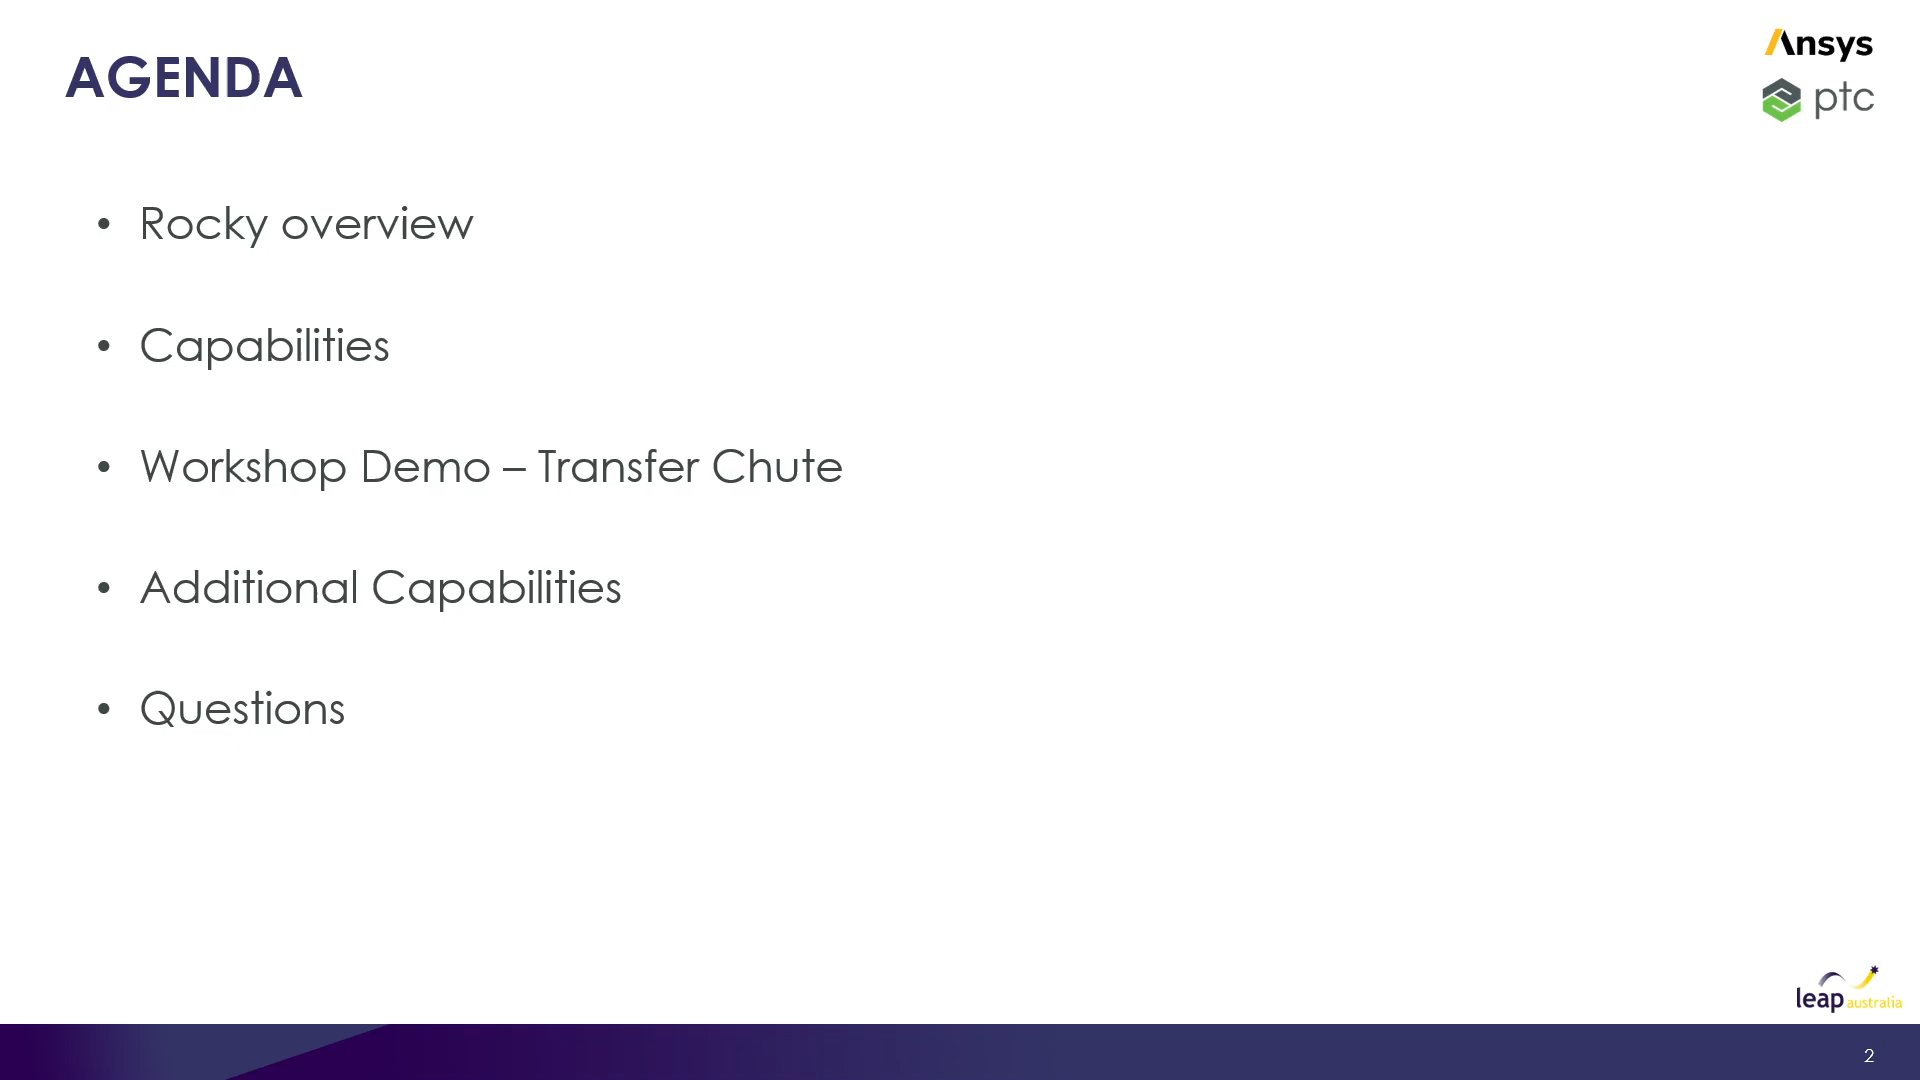 AGENDA
Ansys
ptc
• Rocky overview
• Capabilities
• Workshop Demo – Transfer Chute
• Additional Capabilities
• Questions
leap australia
2